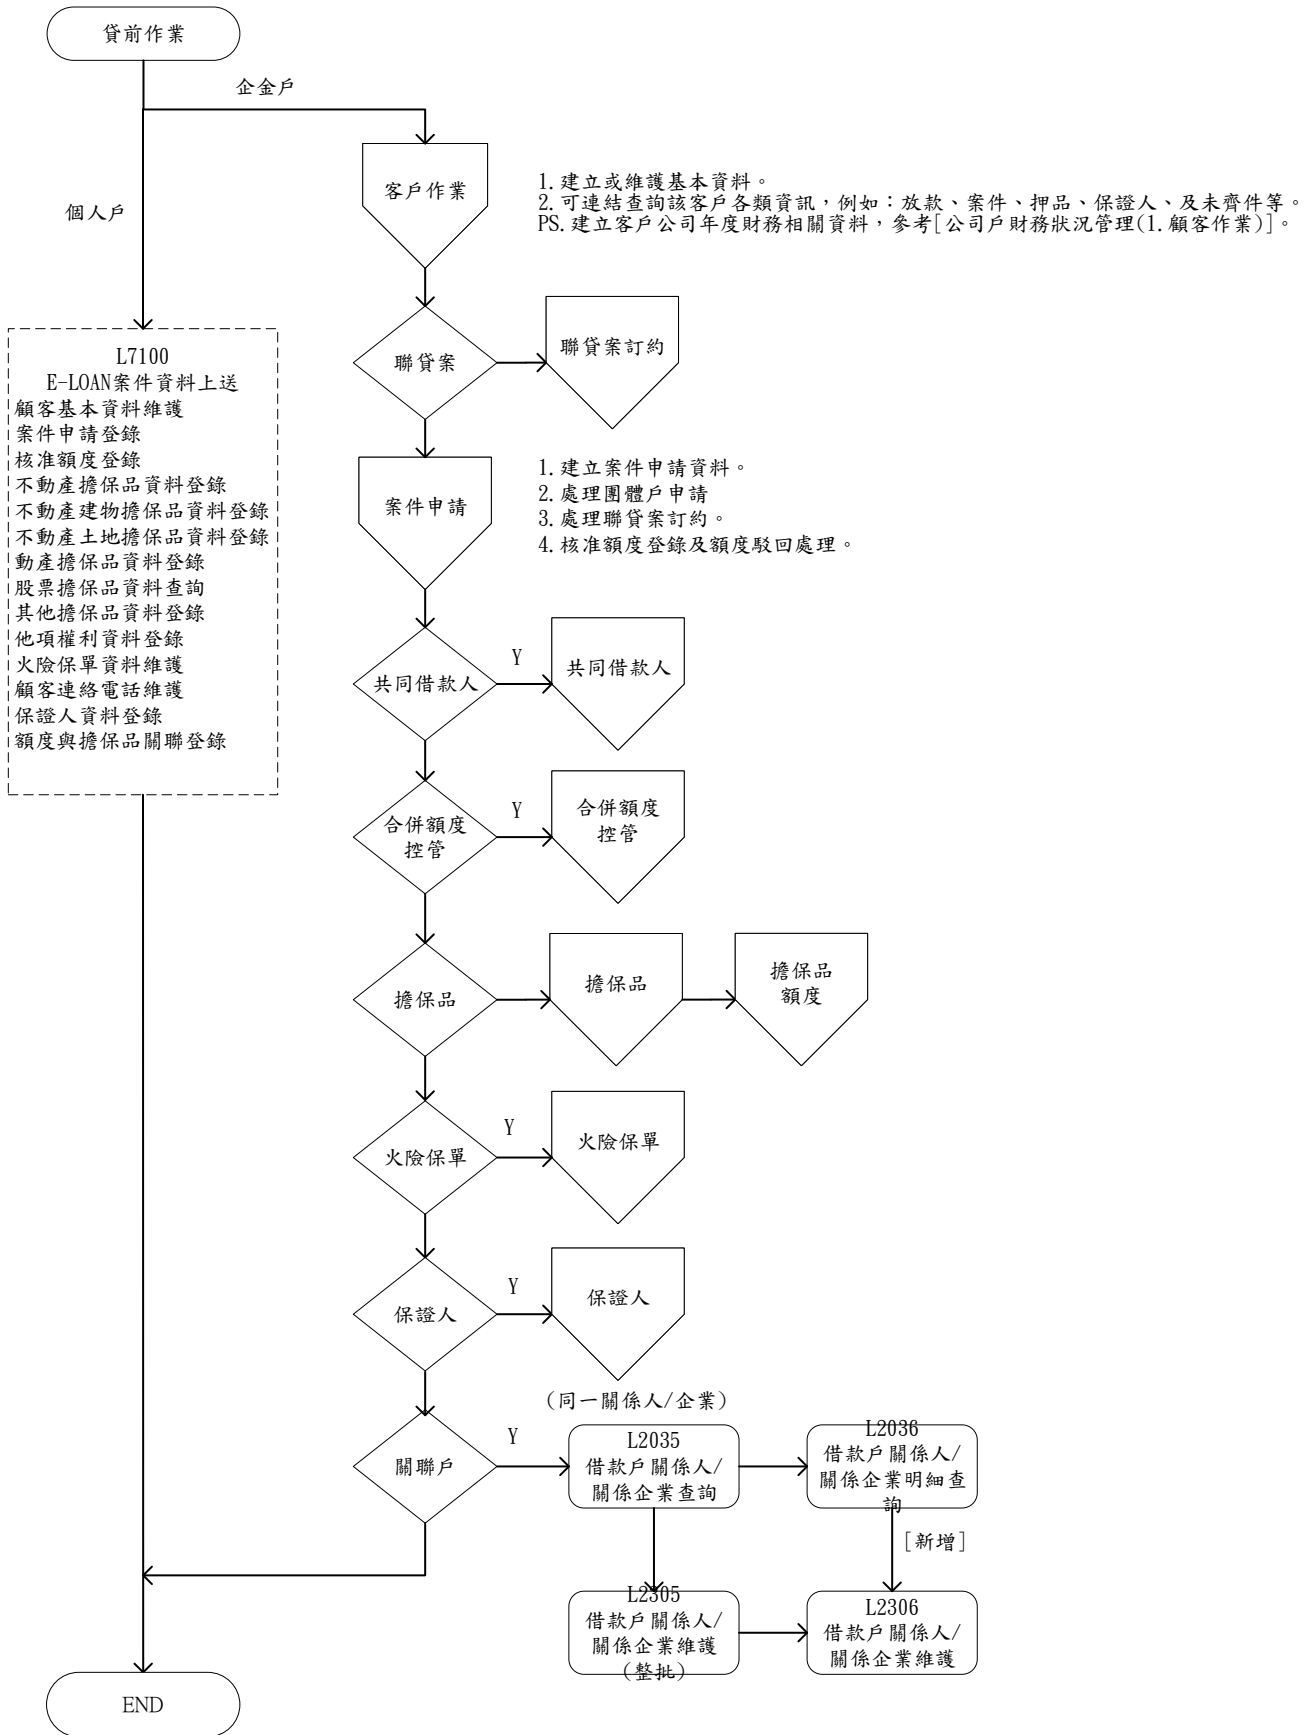 貸前作業
企金戶
個人戶
客戶作業
1.建立或維護基本資料。
2.可連結查詢該客戶各類資訊，例如：放款、案件、押品、保證人、及未齊件等。
PS.建立客戶公司年度財務相關資料，參考[公司戶財務狀況管理(1.顧客作業)]。
L7100
E-LOAN案件資料上送
顧客基本資料維護
案件申請登錄
核准額度登錄
不動產擔保品資料登錄
不動產建物擔保品資料登錄
不動產土地擔保品資料登錄
動產擔保品資料登錄
股票擔保品資料查詢
其他擔保品資料登錄
他項權利資料登錄
火險保單資料維護
顧客連絡電話維護
保證人資料登錄
額度與擔保品關聯登錄
聯貸案
聯貸案訂約
案件申請
1.建立案件申請資料。
2.處理團體戶申請
3.處理聯貸案訂約。
4.核准額度登錄及額度駁回處理。
共同借款人
Y
共同借款人
合併額度
控管
Y
合併額度
控管
擔保品
擔保品
擔保品
額度
火險保單
Y
火險保單
保證人
Y
保證人
(同一關係人/企業)
關聯戶
Y
L2035
借款戶關係人/
關係企業查詢
L2036
借款戶關係人/
關係企業明細查
詢
[新增]
L2305
借款戶關係人/
關係企業維護
(整批)
L2306
借款戶關係人/
關係企業維護
END